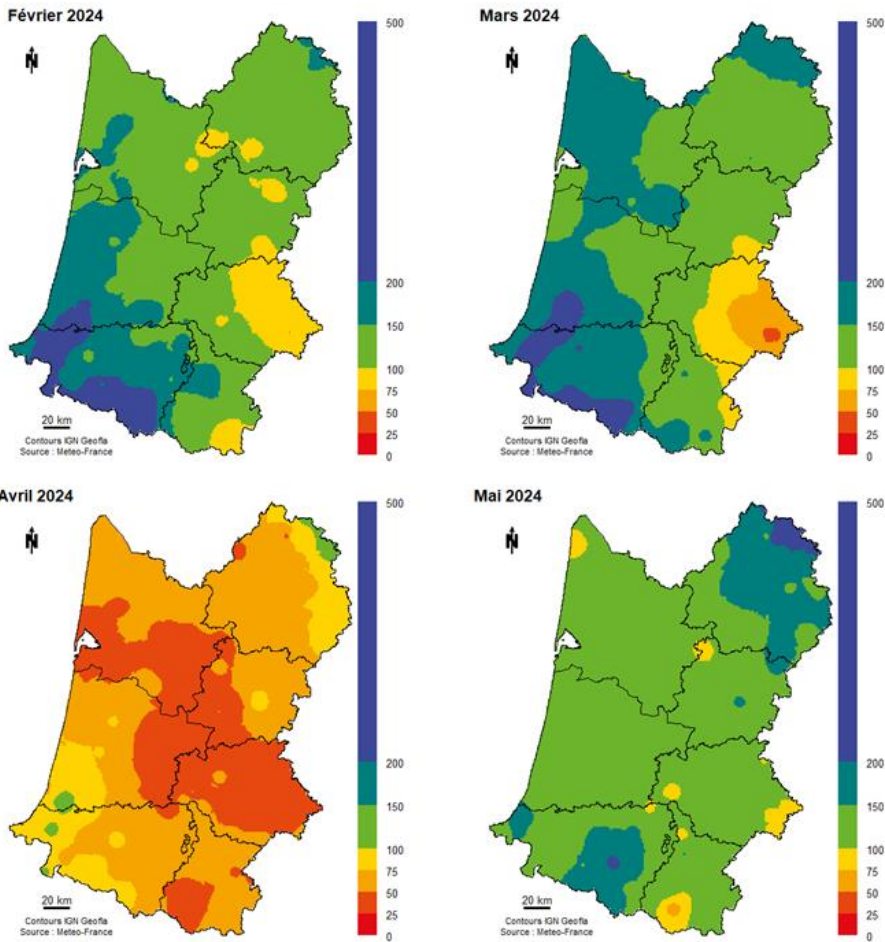 Février 2024
N
500
200
150
100
75
50
25
0
20 km
Contours IGN Geofla
Source : Meteo-France
Mars 2024
N
500
200
150
100
75
50
25
0
20 km
Contours IGN Geofla
Source : Meteo-France
Avril 2024
N
500
200
150
100
75
50
25
0
20 km
Contours IGN Geofla
Source : Meteo-France
Mai 2024
N
500
200
150
100
75
50
25
0
20 km
Contours IGN Geofla
Source : Meteo-France